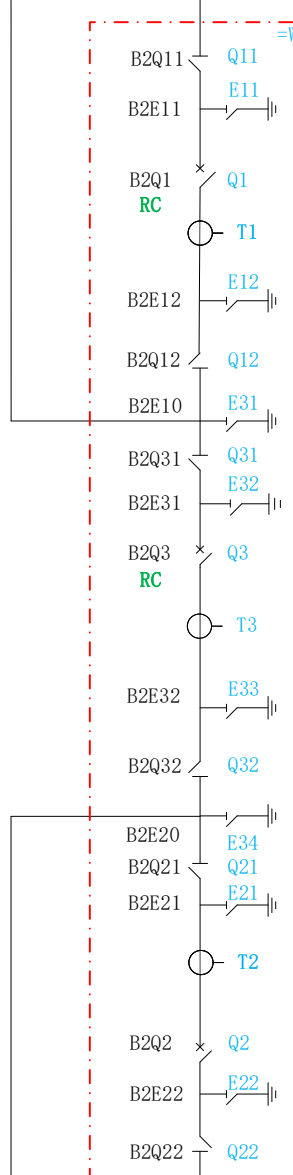 =W
B2Q11 Q11
E11
B2E11
B2Q1 Q1
RC
T1
E12
B2E12
B2Q12 Q12
B2E10 E31
B2Q31 Q31
E32
B2E31
B2Q3 Q3
RC
T3
B2E32 E33
B2Q32 Q32
B2E20 E34
B2Q21 Q21
B2E21 E21
T2
B2Q2 Q2
B2E22 E22
B2Q22 Q22